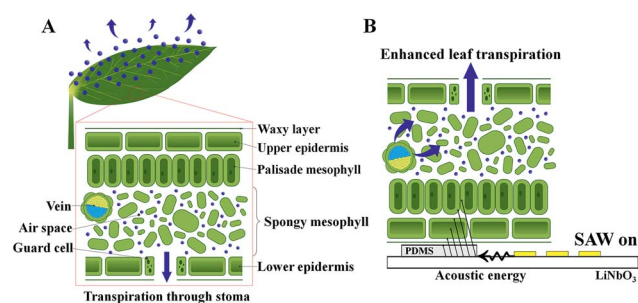 A
Waxy layer
Upper epidermis
Palisade mesophyll
Vein
Air space
Guard cell
Spongy mesophyll
Lower epidermis
Transpiration through stoma
B
Enhanced leaf transpiration
PDMS
SAW on
Acoustic energy
LiNbO₃